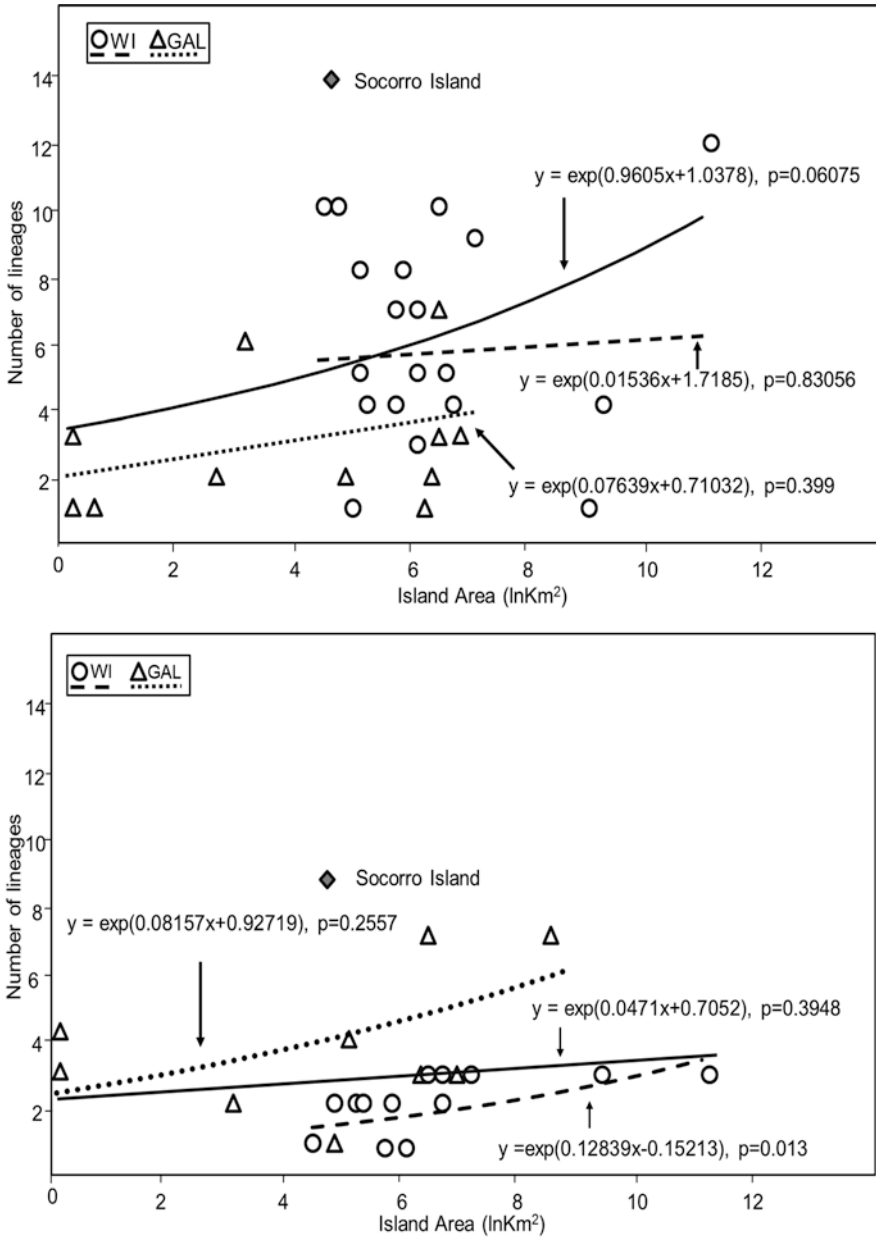 WI GAL
14
Socorro Island
12
y = exp(0.9605x+1.0378), p=0.06075
10
8
6
y = exp(0.01536x+1.7185), p=0.83056
4
y = exp(0.07639x+0.71032), p=0.399
2
0 2 4 6 8 10 12
Number of lineages
Island Area (lnKm²)
WI GAL
14
12
10
Socorro Island
8
y = exp(0.08157x+0.92719), p=0.2557
6
y = exp(0.0471x+0.7052), p=0.3948
4
2
y =exp(0.12839x-0.15213), p=0.013
0 2 4 6 8 10 12
Number of lineages
Island Area (lnKm²)